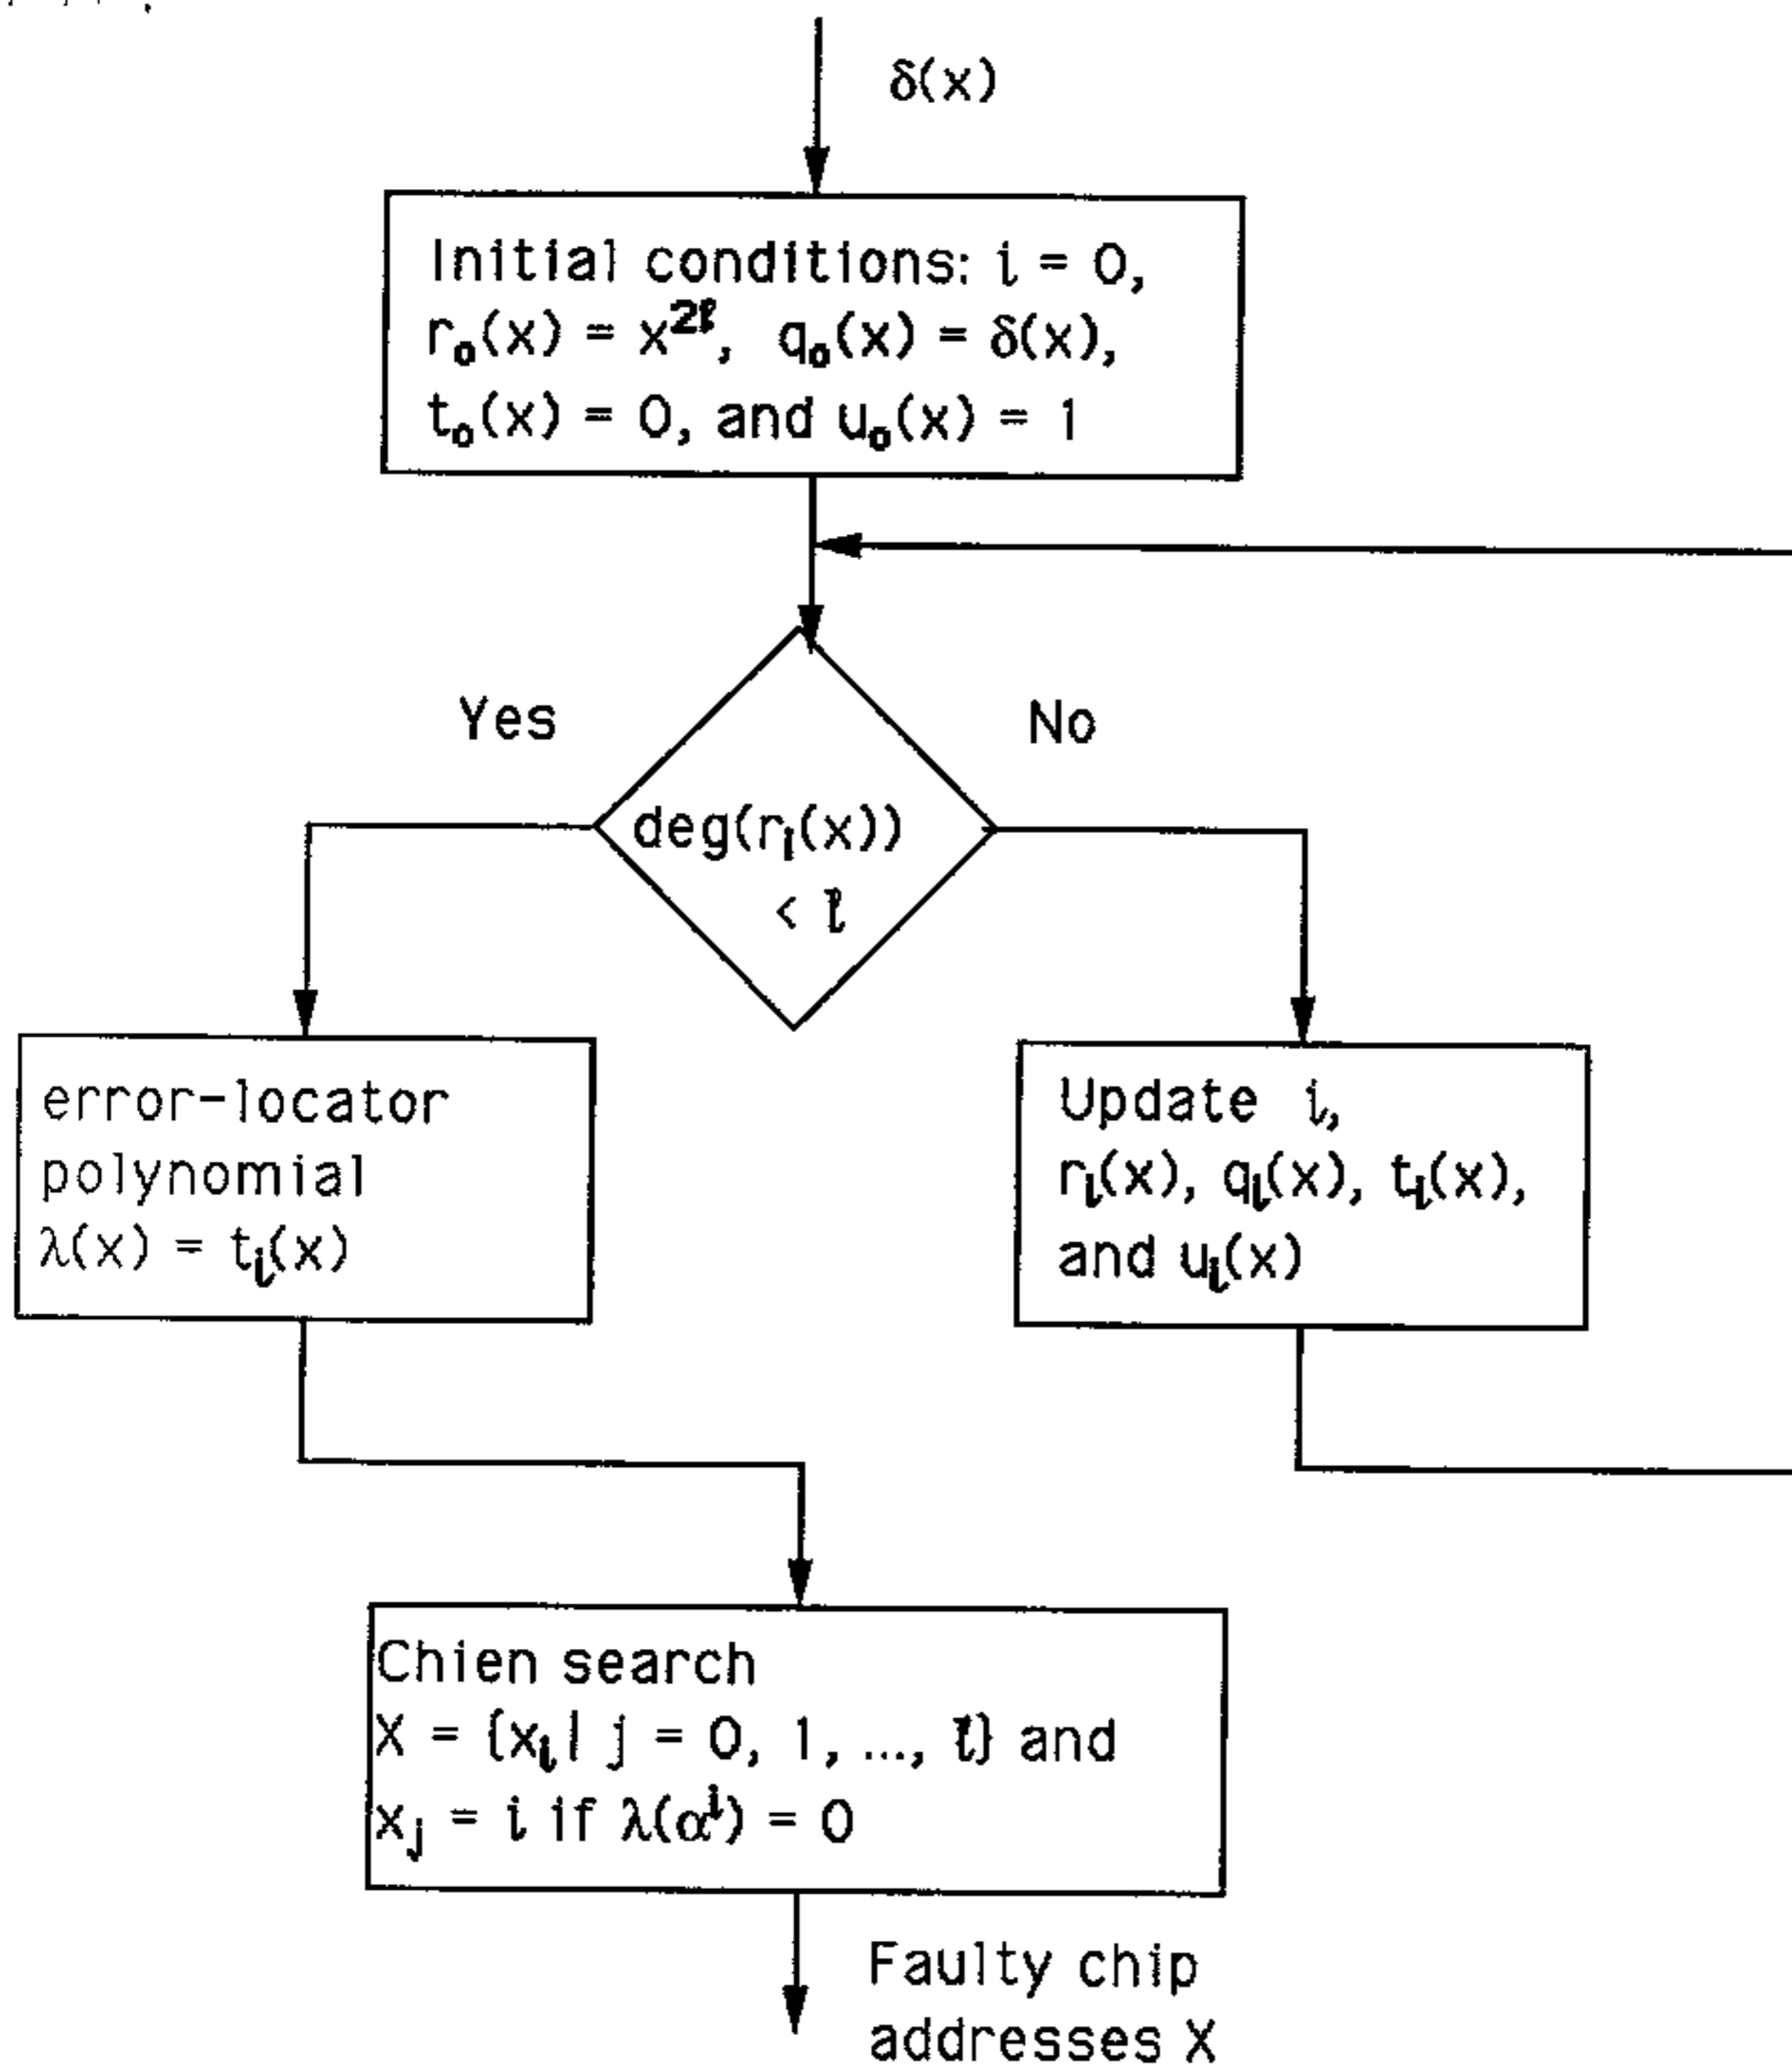 δ(x)
Initial conditions: i = 0,
r₀(x) = x²ˡ, q₀(x) = δ(x),
t₀(x) = 0, and u₀(x) = 1
Yes
No
deg(rᵢ(x))
< l
error-locator
polynomial
λ(x) = tᵢ(x)
Update i,
rᵢ(x), qᵢ(x), tᵢ(x),
and uᵢ(x)
Chien search
X = {xᵢ | j = 0, 1, ..., l} and
xⱼ = i if λ(αⁱ) = 0
Faulty chip
addresses X